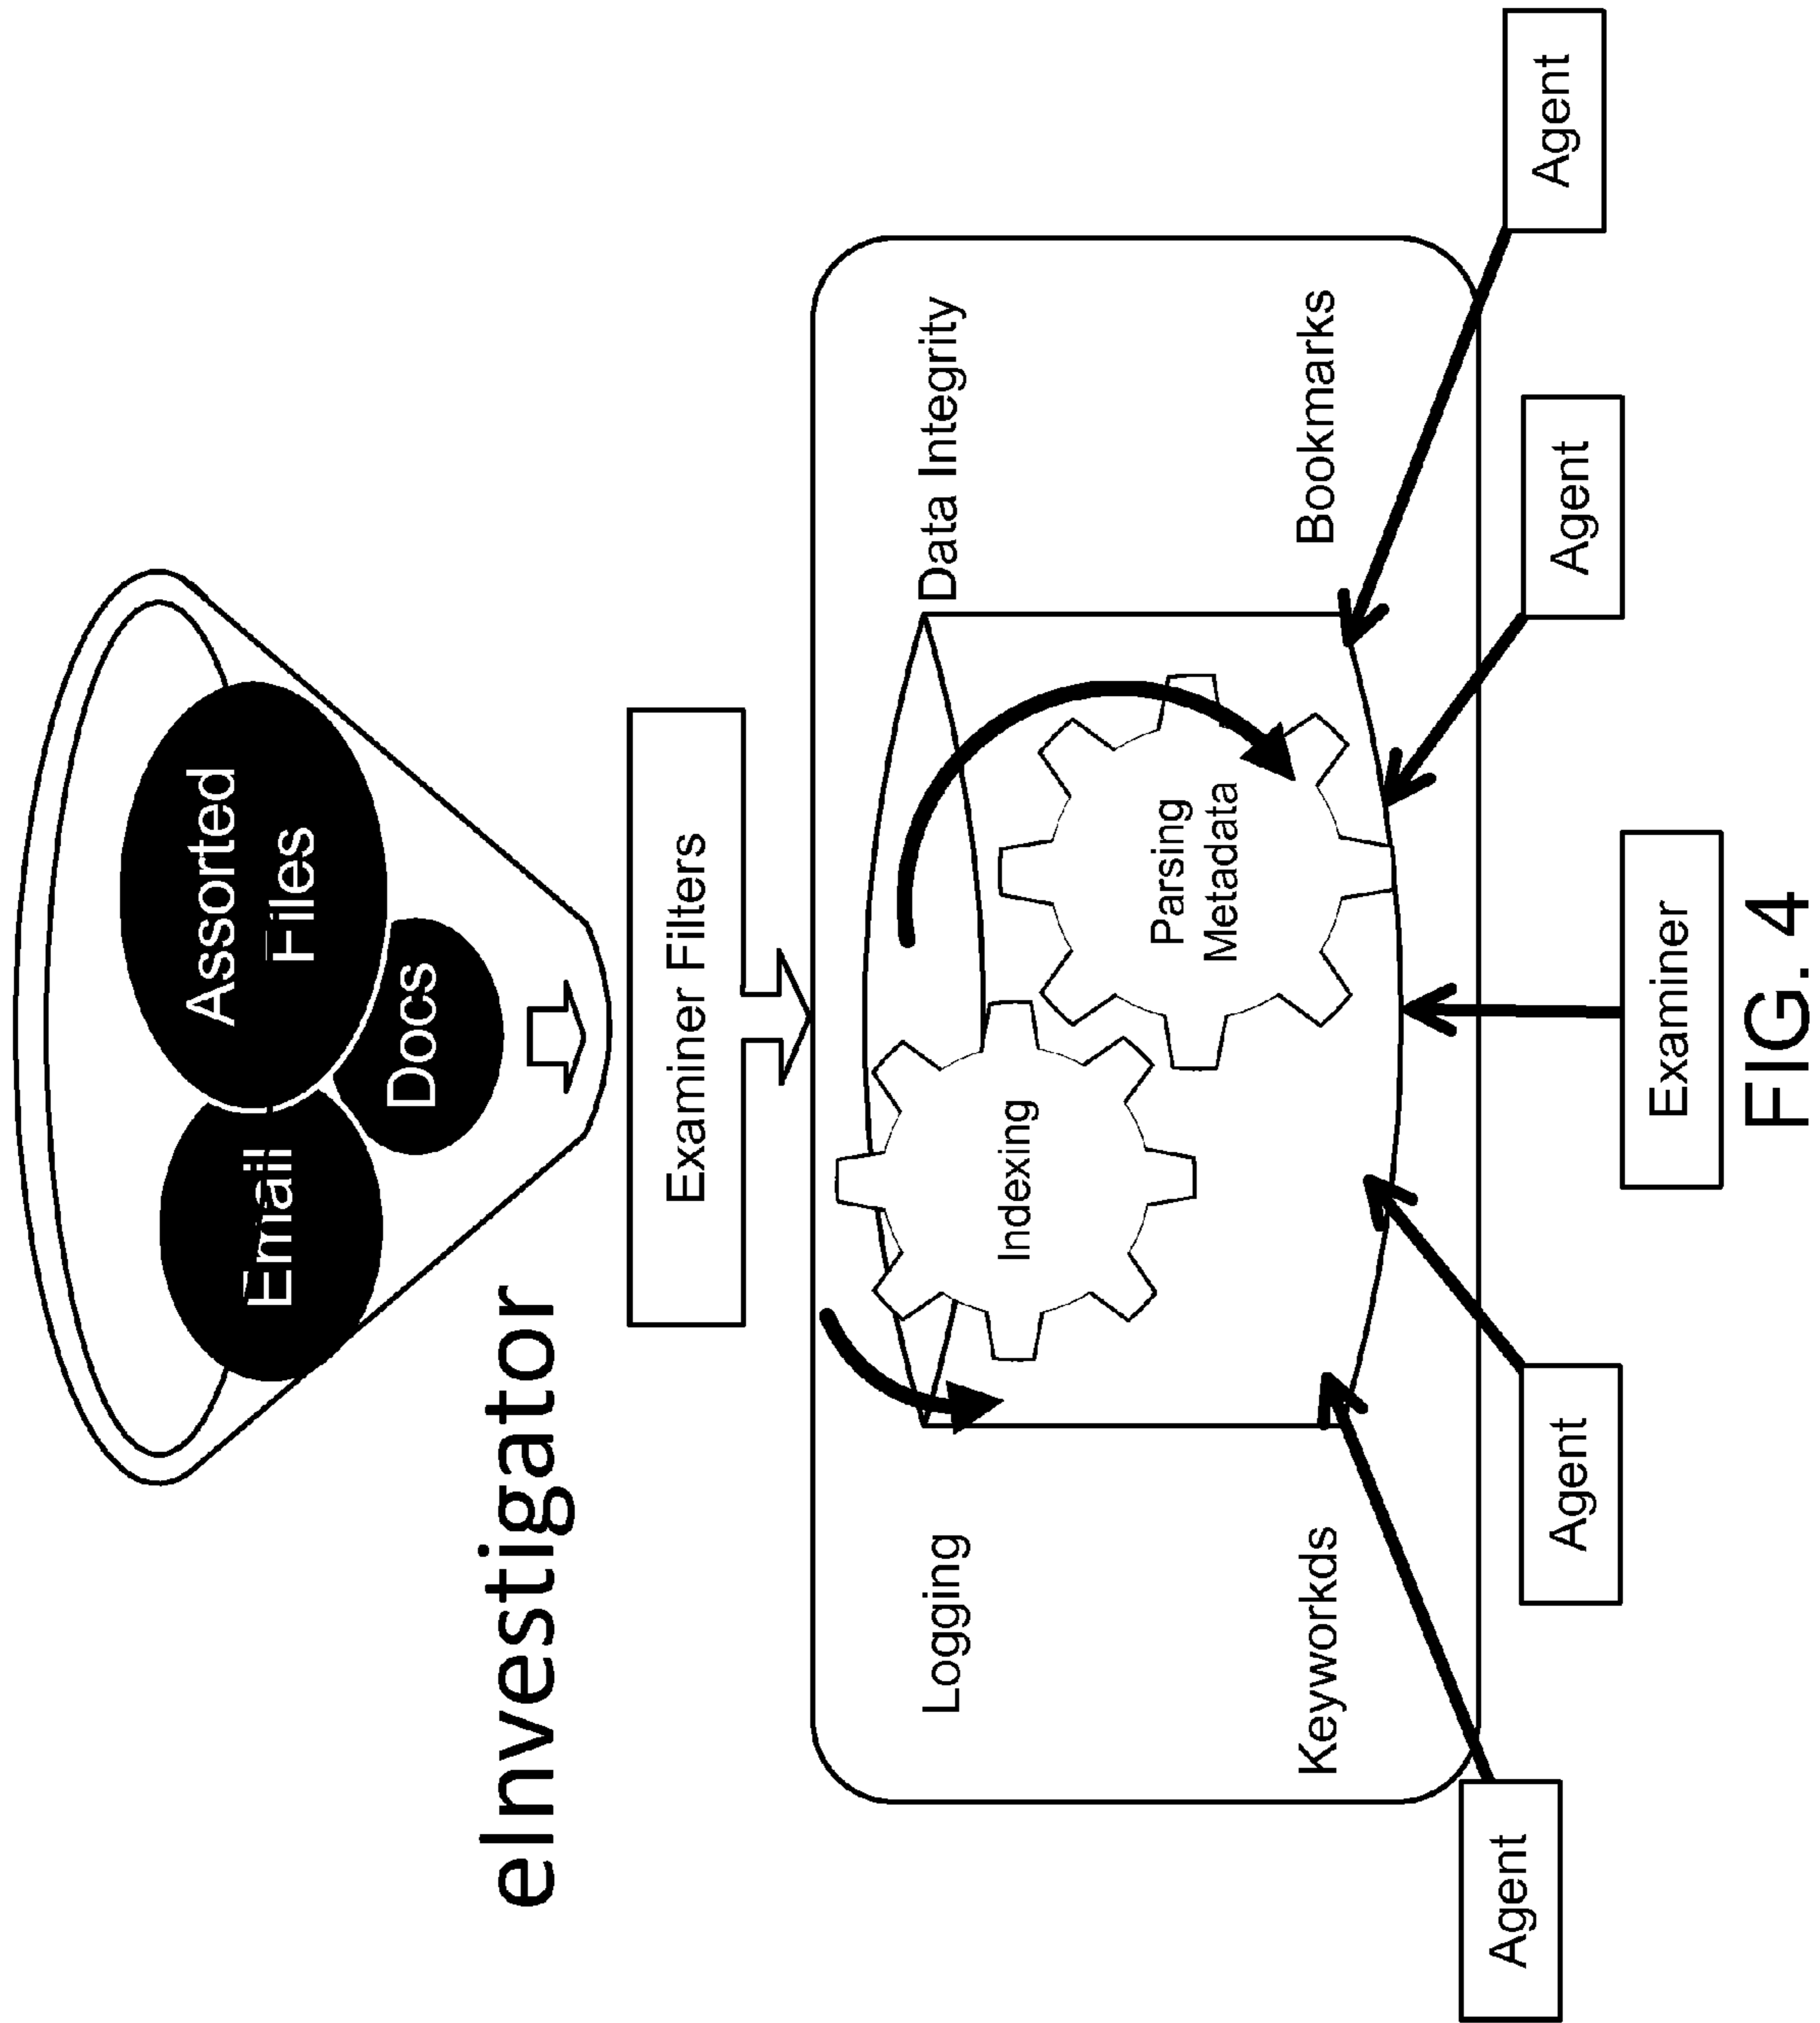 eInvestigator
Email
Assorted
Files
Docs
Examiner Filters
Logging
Data Integrity
Indexing
Parsing
Metadata
Keyworkds
Bookmarks
Agent
Agent
Examiner
Agent
Agent
FIG. 4